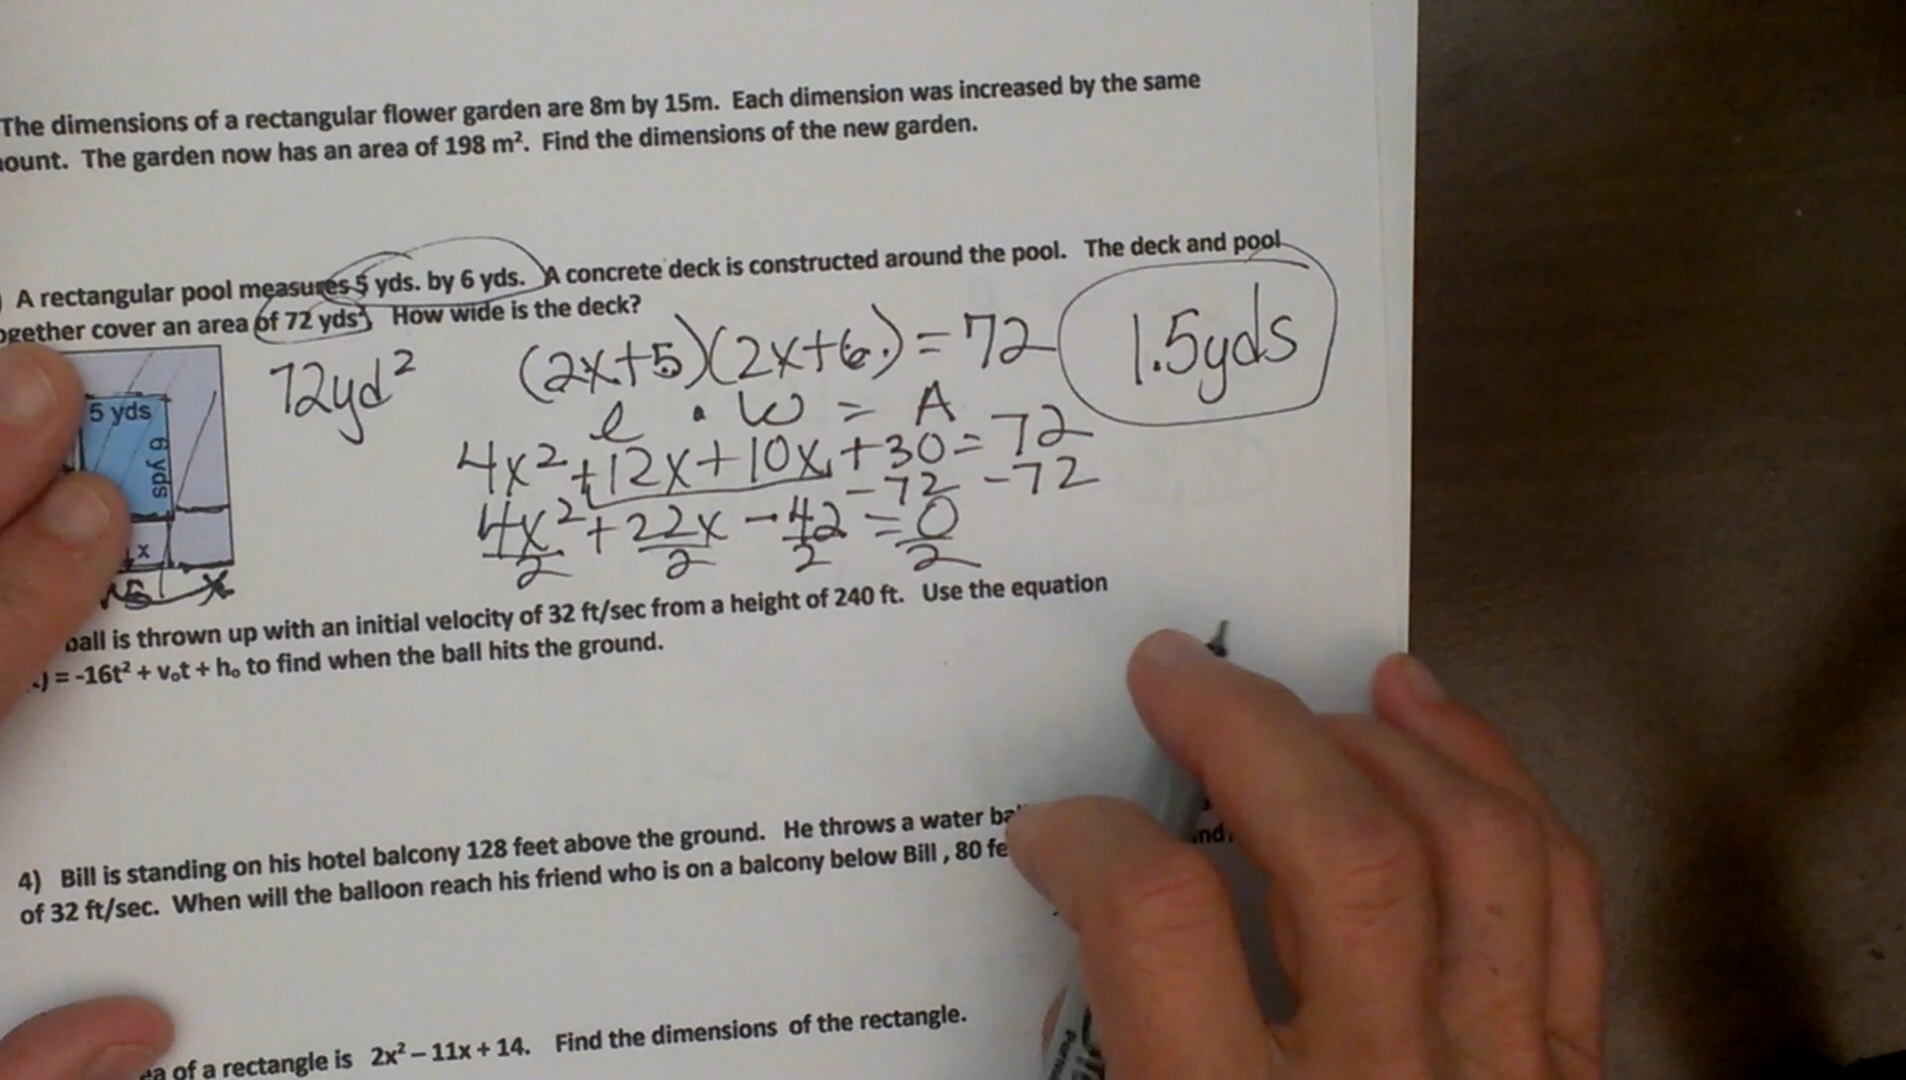 The dimensions of a rectangular flower garden are 8m by 15m. Each dimension was increased by the same
ount. The garden now has an area of 198 m². Find the dimensions of the new garden.
A rectangular pool measures 5 yds. by 6 yds. A concrete deck is constructed around the pool. The deck and pool
ogether cover an area of 72 yds² How wide is the deck?
72yd²
(2x+5)(2x+6) = 72
1.5yds
l · w = A
4x² + 12x + 10x + 30 = 72
-72 -72
4x² + 22x - 42 = 0
2 2 2 2
5 yds
6 yds
x
x
ball is thrown up with an initial velocity of 32 ft/sec from a height of 240 ft. Use the equation
) = -16t² + v₀t + h₀ to find when the ball hits the ground.
4) Bill is standing on his hotel balcony 128 feet above the ground. He throws a water ba
of 32 ft/sec. When will the balloon reach his friend who is on a balcony below Bill , 80 fe
nd.
ea of a rectangle is 2x² – 11x + 14. Find the dimensions of the rectangle.